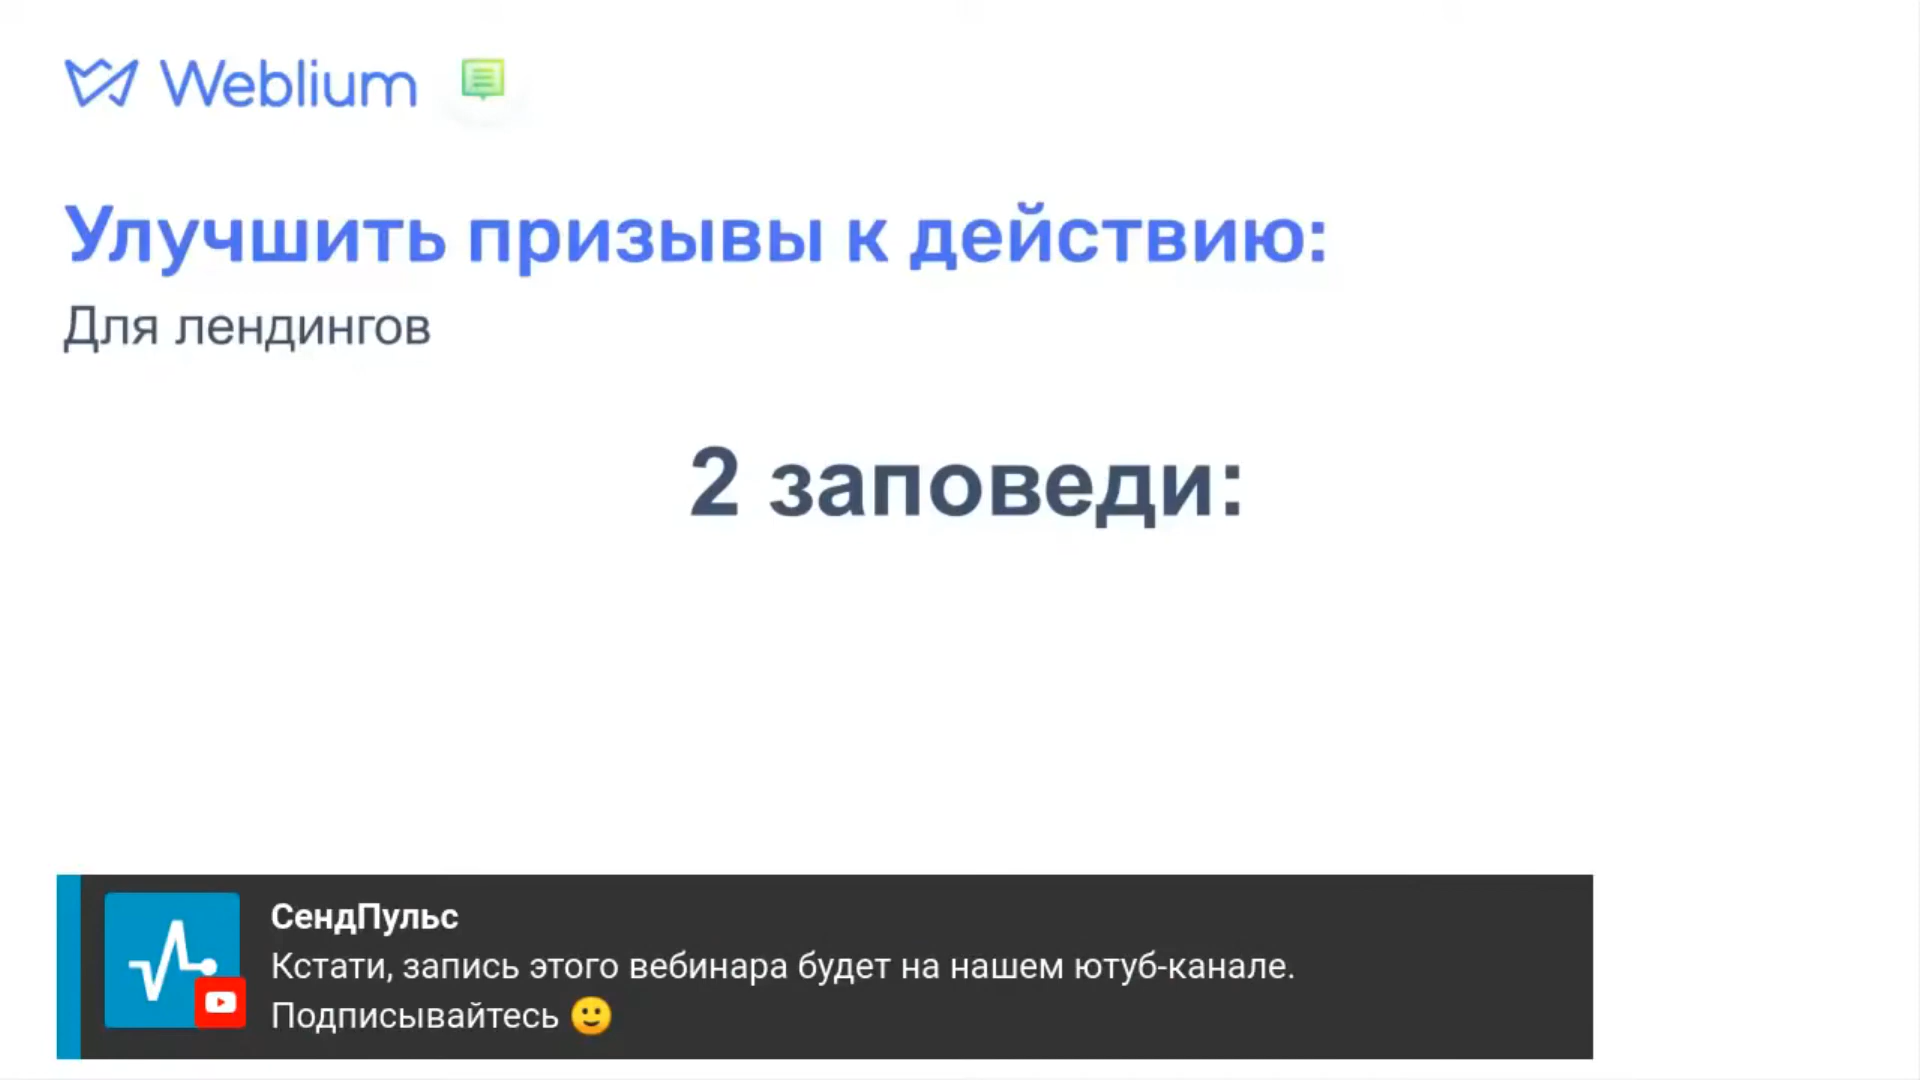 Weblium
Улучшить призывы к действию:
Для лендингов
2 заповеди:
СендПульс
Кстати, запись этого вебинара будет на нашем ютуб-канале.
Подписывайтесь 🙂